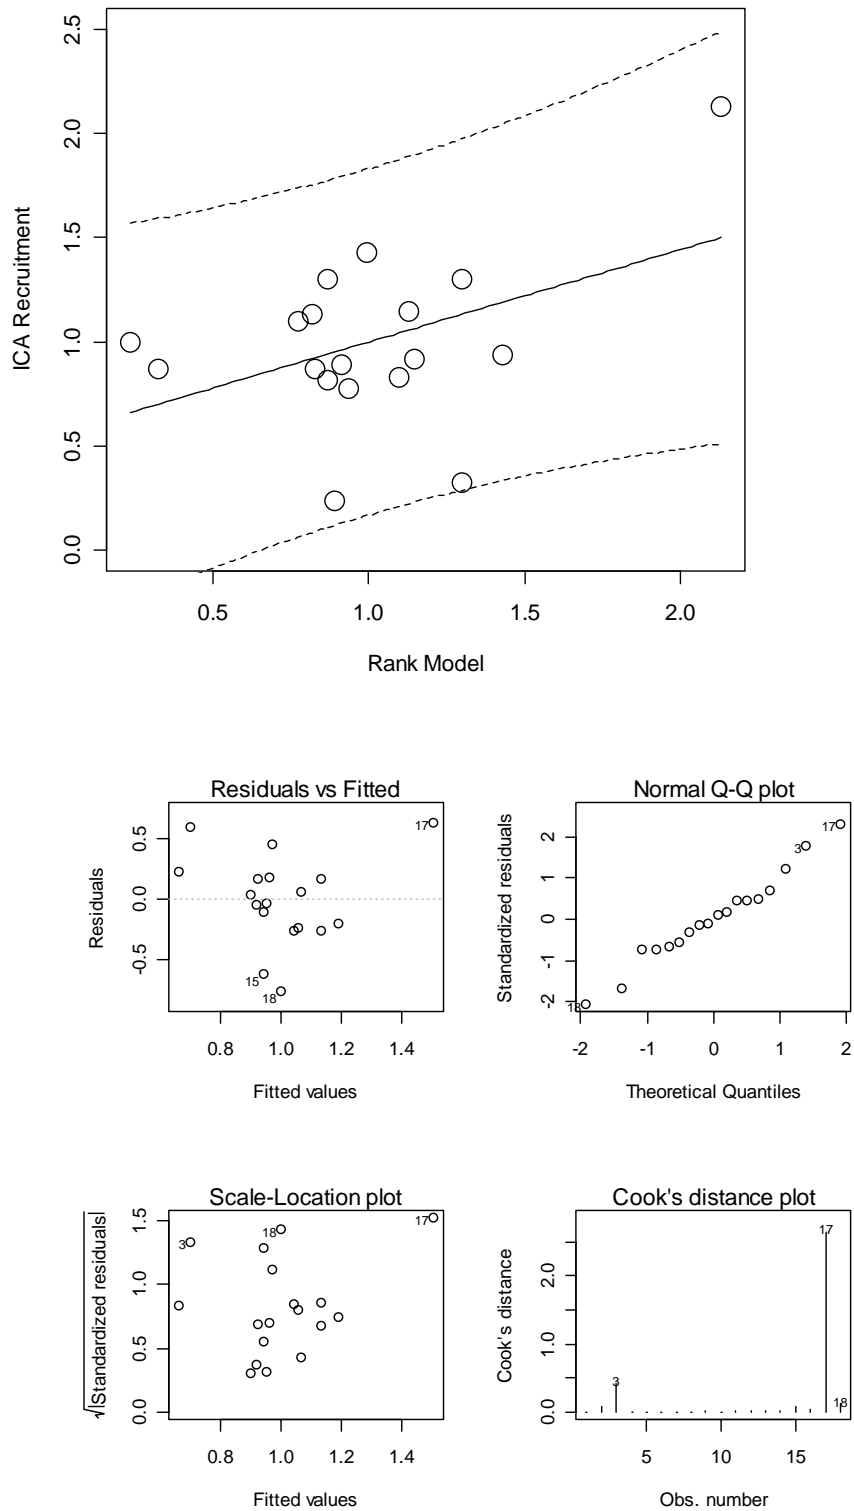 2.5
2.0
1.5
1.0
0.5
0.0
ICA Recruitment
0.5 1.0 1.5 2.0
Rank Model
Residuals vs Fitted
0.5
0.0
-0.5
Residuals
17
15
18
0.8 1.0 1.2 1.4
Fitted values
Normal Q-Q plot
2
1
0
-1
-2
Standardized residuals
17
3
18
-2 -1 0 1 2
Theoretical Quantiles
Scale-Location plot
1.5
1.0
0.5
0.0
√|Standardized residuals|
17
18
3
0.8 1.0 1.2 1.4
Fitted values
Cook's distance plot
2.0
1.0
0.0
Cook's distance
17
3
18
5 10 15
Obs. number